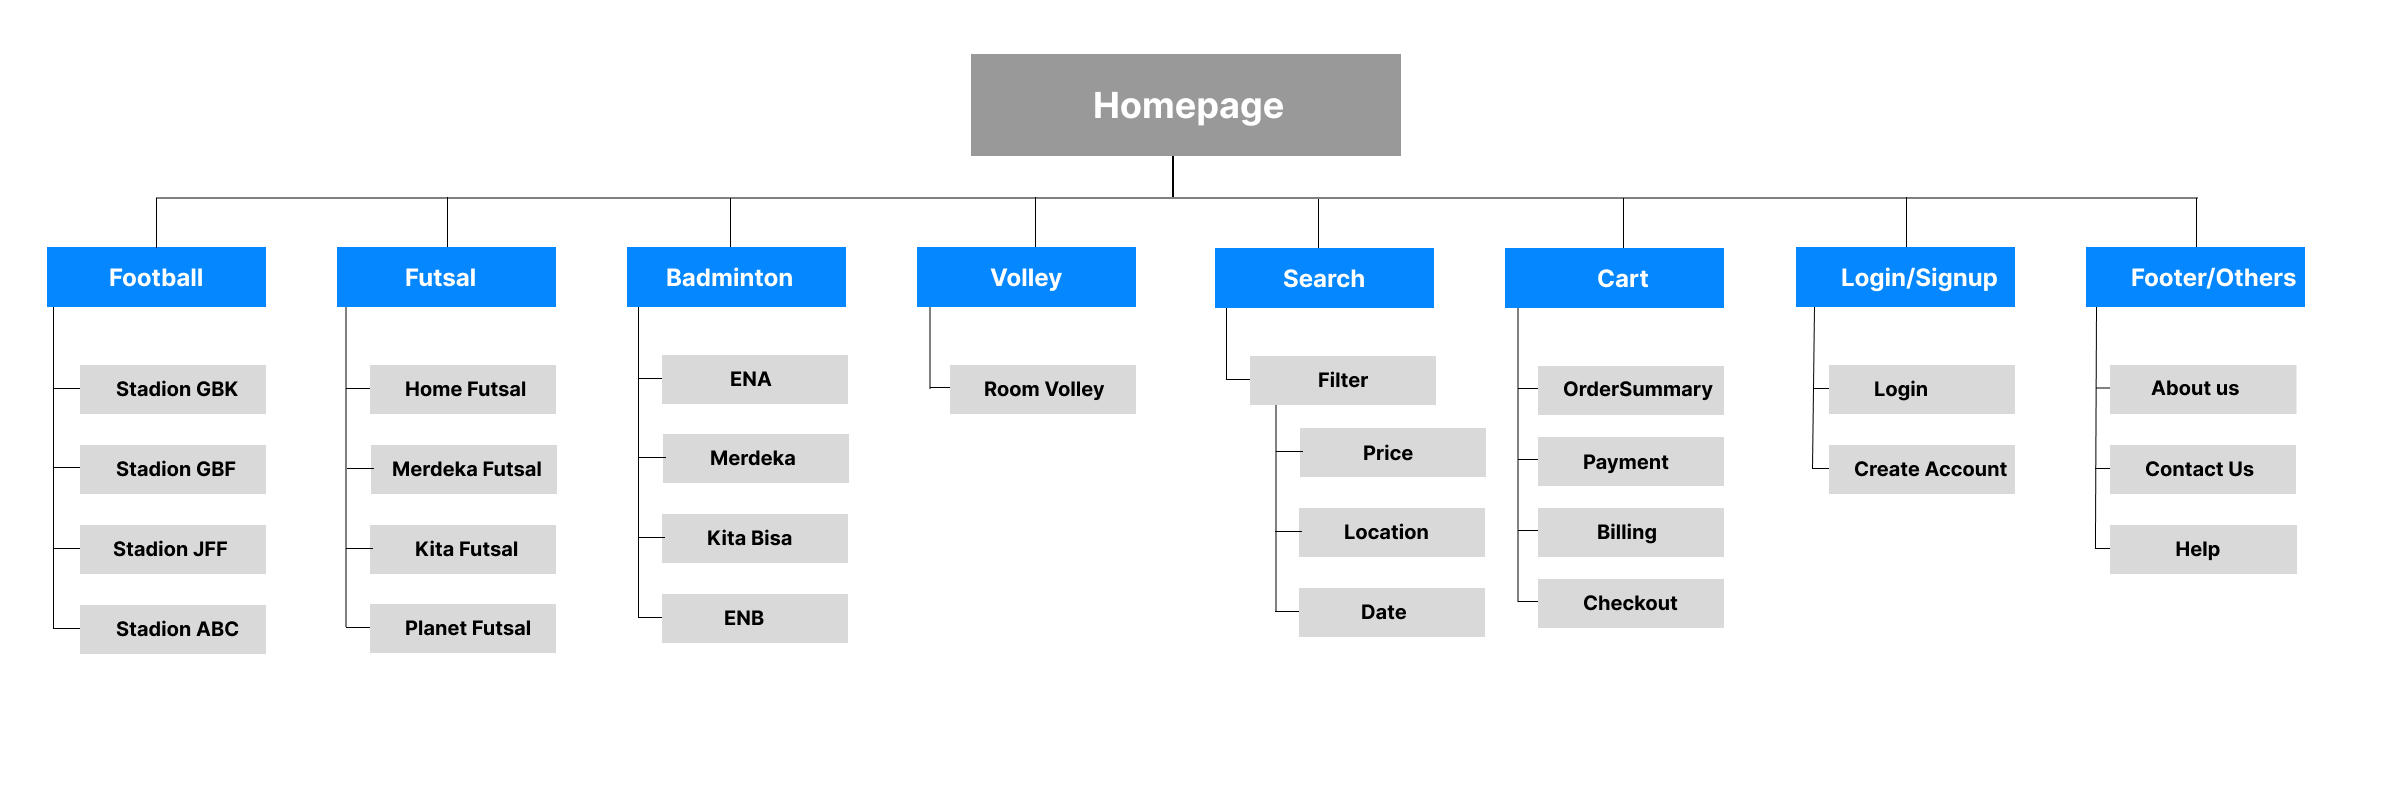 Homepage
Football
Stadion GBK
Stadion GBF
Stadion JFF
Stadion ABC
Futsal
Home Futsal
Merdeka Futsal
Kita Futsal
Planet Futsal
Badminton
ENA
Merdeka
Kita Bisa
ENB
Volley
Room Volley
Search
Filter
Price
Location
Date
Cart
OrderSummary
Payment
Billing
Checkout
Login/Signup
Login
Create Account
Footer/Others
About us
Contact Us
Help